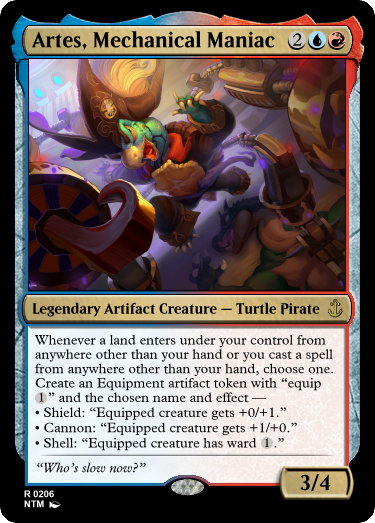 Artes, Mechanical Maniac 2
Legendary Artifact Creature — Turtle Pirate
Whenever a land enters under your control from
anywhere other than your hand or you cast a spell
from anywhere other than your hand, choose one.
Create an Equipment artifact token with “equip
1” and the chosen name and effect —
• Shield: “Equipped creature gets +0/+1.”
• Cannon: “Equipped creature gets +1/+0.”
• Shell: “Equipped creature has ward 1.”
“Who’s slow now?”
3/4
R 0206
NTM